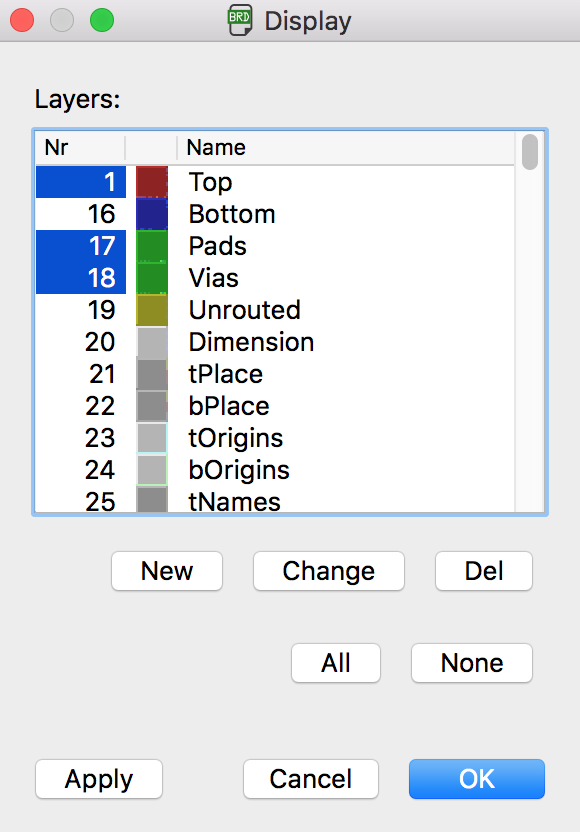 BRD Display
Layers:
Nr Name
1 Top
16 Bottom
17 Pads
18 Vias
19 Unrouted
20 Dimension
21 tPlace
22 bPlace
23 tOrigins
24 bOrigins
25 tNames
New Change Del
All None
Apply Cancel OK